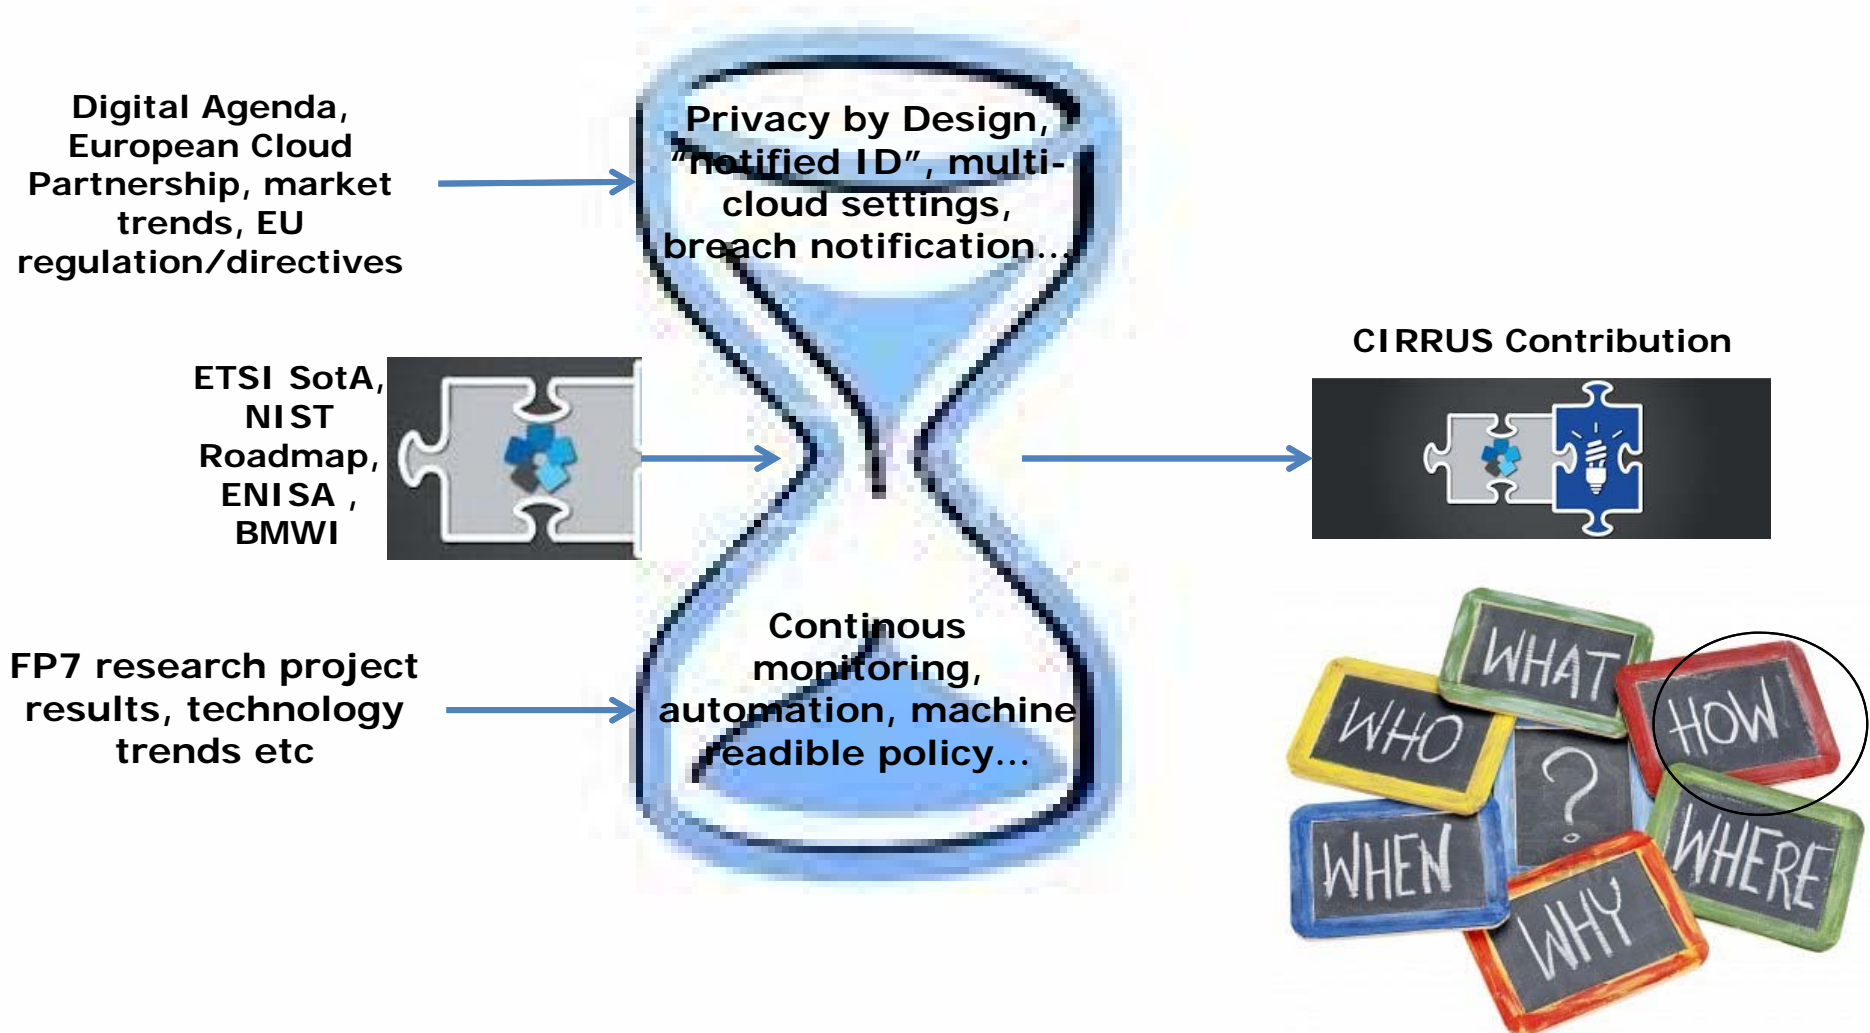 Digital Agenda,
European Cloud
Partnership, market
trends, EU
regulation/directives
Privacy by Design,
“notified ID”, multi-
cloud settings,
breach notification...
ETSI SotA,
NIST
Roadmap,
ENISA ,
BMWI
CIRRUS Contribution
FP7 research project
results, technology
trends etc
Continous
monitoring,
automation, machine
readible policy...
WHAT
HOW
WHO
?
WHEN
WHERE
WHY